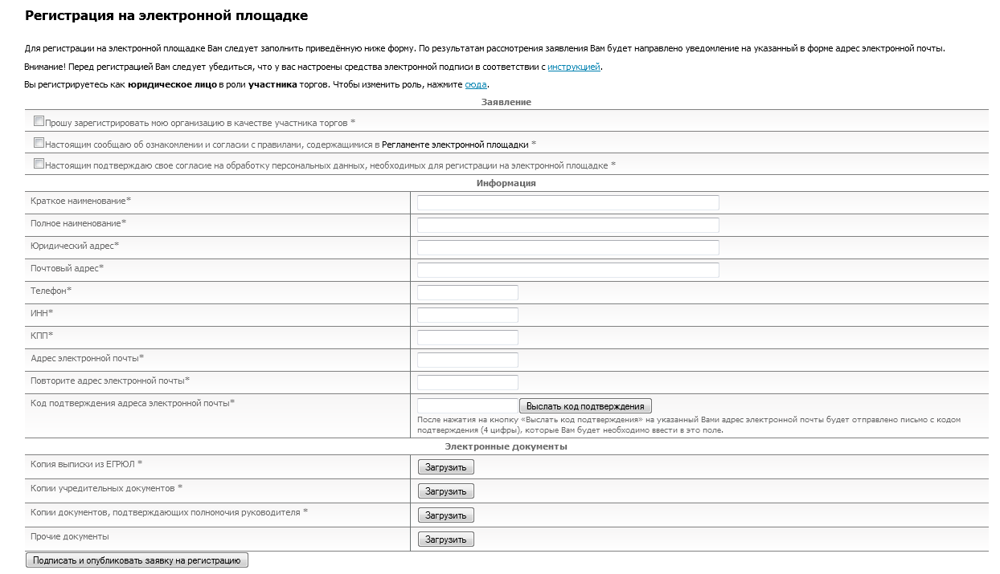 Регистрация на электронной площадке
Для регистрации на электронной площадке Вам следует заполнить приведённую ниже форму. По результатам рассмотрения заявления Вам будет направлено уведомление на указанный в форме адрес электронной почты.
Внимание! Перед регистрацией Вам следует убедиться, что у вас настроены средства электронной подписи в соответствии с инструкцией.
Вы регистрируетесь как юридическое лицо в роли участника торгов. Чтобы изменить роль, нажмите сюда.
Заявление
Прошу зарегистрировать мою организацию в качестве участника торгов *
Настоящим сообщаю об ознакомлении и согласии с правилами, содержащимися в Регламенте электронной площадки *
Настоящим подтверждаю свое согласие на обработку персональных данных, необходимых для регистрации на электронной площадке *
Информация
Краткое наименование*
Полное наименование*
Юридический адрес*
Почтовый адрес*
Телефон*
ИНН*
КПП*
Адрес электронной почты*
Повторите адрес электронной почты*
Код подтверждения адреса электронной почты* Выслать код подтверждения
После нажатия на кнопку «Выслать код подтверждения» на указанный Вами адрес электронной почты будет отправлено письмо с кодом
подтверждения (4 цифры), которые Вам будет необходимо ввести в это поле.
Электронные документы
Копия выписки из ЕГРЮЛ * Загрузить
Копии учредительных документов * Загрузить
Копии документов, подтверждающих полномочия руководителя * Загрузить
Прочие документы Загрузить
Подписать и опубликовать заявку на регистрацию